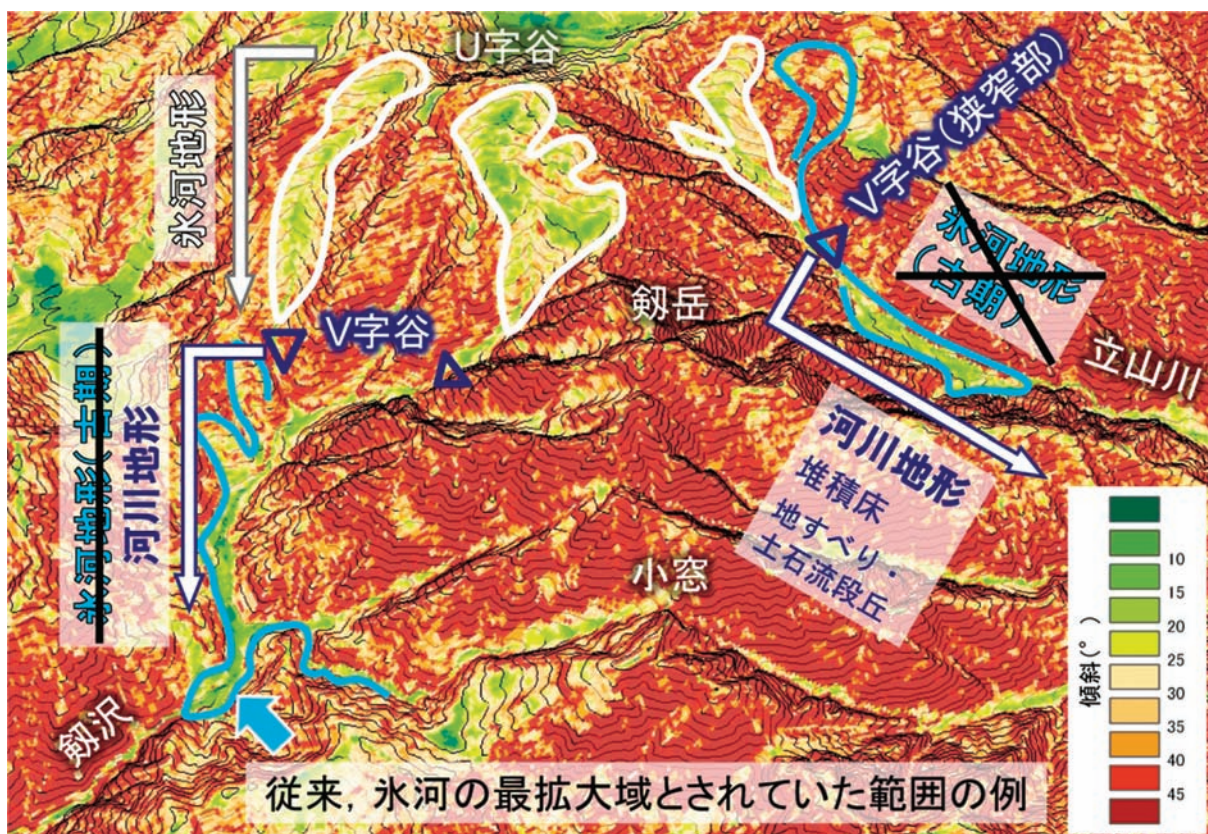 U字谷
氷河地形
V字谷(狭窄部)
氷河地形
(古期)
剱岳
V字谷
立山川
氷河地形(古期)
河川地形
河川地形
堆積床
地すべり・
土石流段丘
小窓
剱沢
傾斜(°)
10
15
20
25
30
35
40
45
従来，氷河の最拡大域とされていた範囲の例